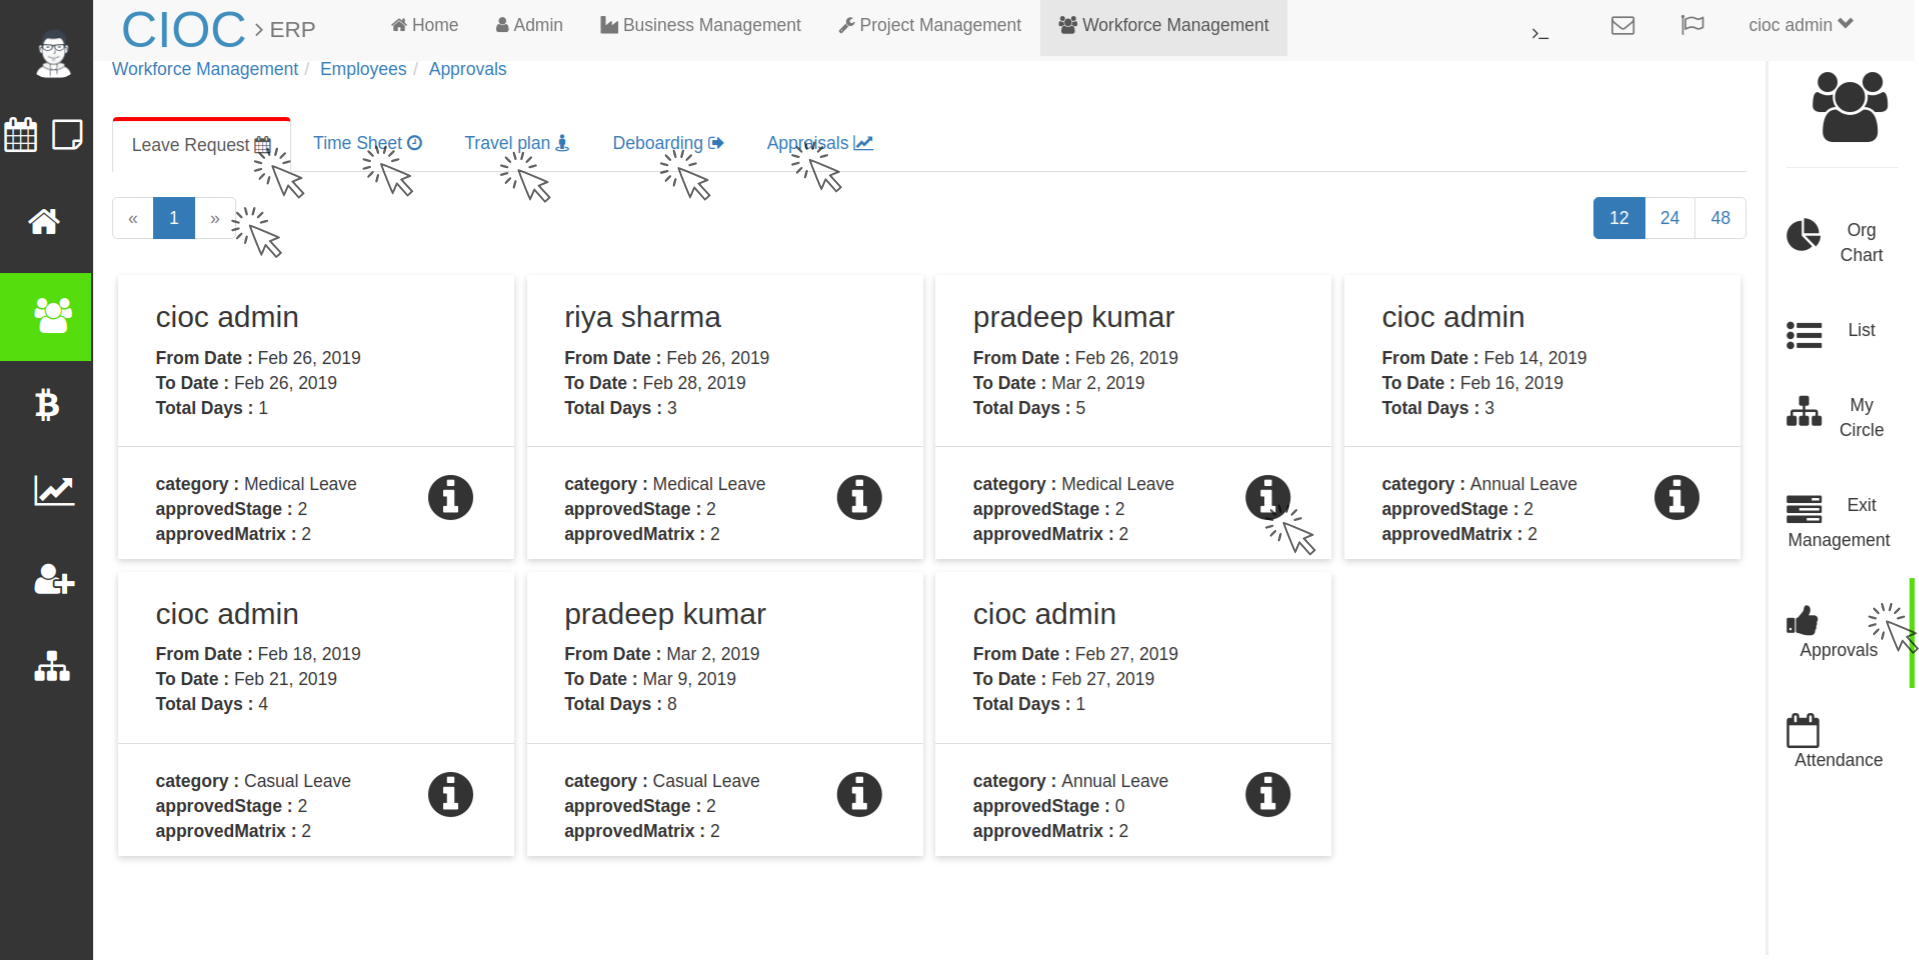 CIOC > ERP
Home
Admin
Business Management
Project Management
Workforce Management
>_
cioc admin
Workforce Management / Employees / Approvals
Leave Request
Time Sheet
Travel plan
Deboarding
Appraisals
« 1 »
12 24 48
cioc admin
From Date : Feb 26, 2019
To Date : Feb 26, 2019
Total Days : 1
category : Medical Leave
approvedStage : 2
approvedMatrix : 2
riya sharma
From Date : Feb 26, 2019
To Date : Feb 28, 2019
Total Days : 3
category : Medical Leave
approvedStage : 2
approvedMatrix : 2
pradeep kumar
From Date : Feb 26, 2019
To Date : Mar 2, 2019
Total Days : 5
category : Medical Leave
approvedStage : 2
approvedMatrix : 2
cioc admin
From Date : Feb 14, 2019
To Date : Feb 16, 2019
Total Days : 3
category : Annual Leave
approvedStage : 2
approvedMatrix : 2
cioc admin
From Date : Feb 18, 2019
To Date : Feb 21, 2019
Total Days : 4
category : Casual Leave
approvedStage : 2
approvedMatrix : 2
pradeep kumar
From Date : Mar 2, 2019
To Date : Mar 9, 2019
Total Days : 8
category : Casual Leave
approvedStage : 2
approvedMatrix : 2
cioc admin
From Date : Feb 27, 2019
To Date : Feb 27, 2019
Total Days : 1
category : Annual Leave
approvedStage : 0
approvedMatrix : 2
Org
Chart
List
My
Circle
Exit
Management
Approvals
Attendance